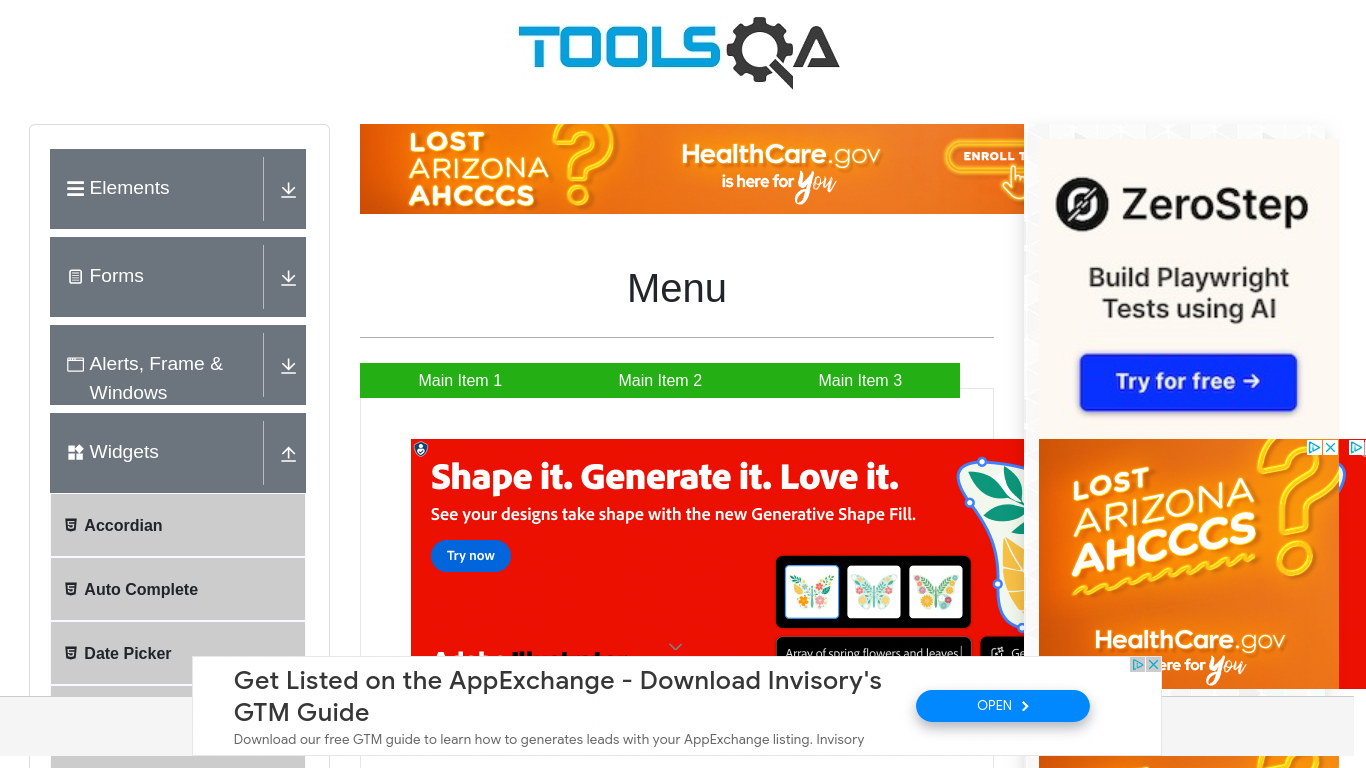 TOOLSQA
Elements
Forms
Alerts, Frame &
Windows
Widgets
Accordian
Auto Complete
Date Picker
LOST
ARIZONA
AHCCCS
?
HealthCare.gov
is here for you
Menu
Main Item 1
Main Item 2
Main Item 3
Shape it. Generate it. Love it.
See your designs take shape with the new Generative Shape Fill.
Try now
Array of spring flowers and leaves
ZeroStep
Build Playwright
Tests using AI
Try for free →
LOST
ARIZONA
AHCCCS
?
HealthCare.gov
here for you
Get Listed on the AppExchange - Download Invisory's
GTM Guide
Download our free GTM guide to learn how to generates leads with your AppExchange listing. Invisory
OPEN